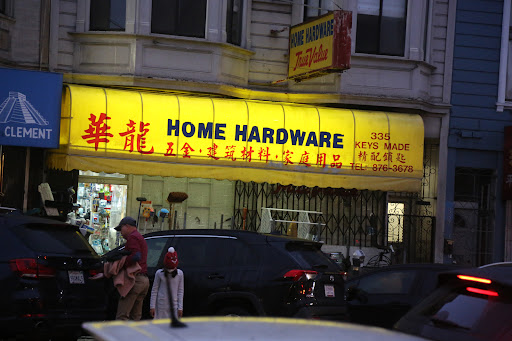 HOME HARDWARE
True Value
CLEMENT
華龍
HOME HARDWARE
五金·建筑材料·家庭用品
335
KEYS MADE
精配鎖匙
TEL: 876-3678